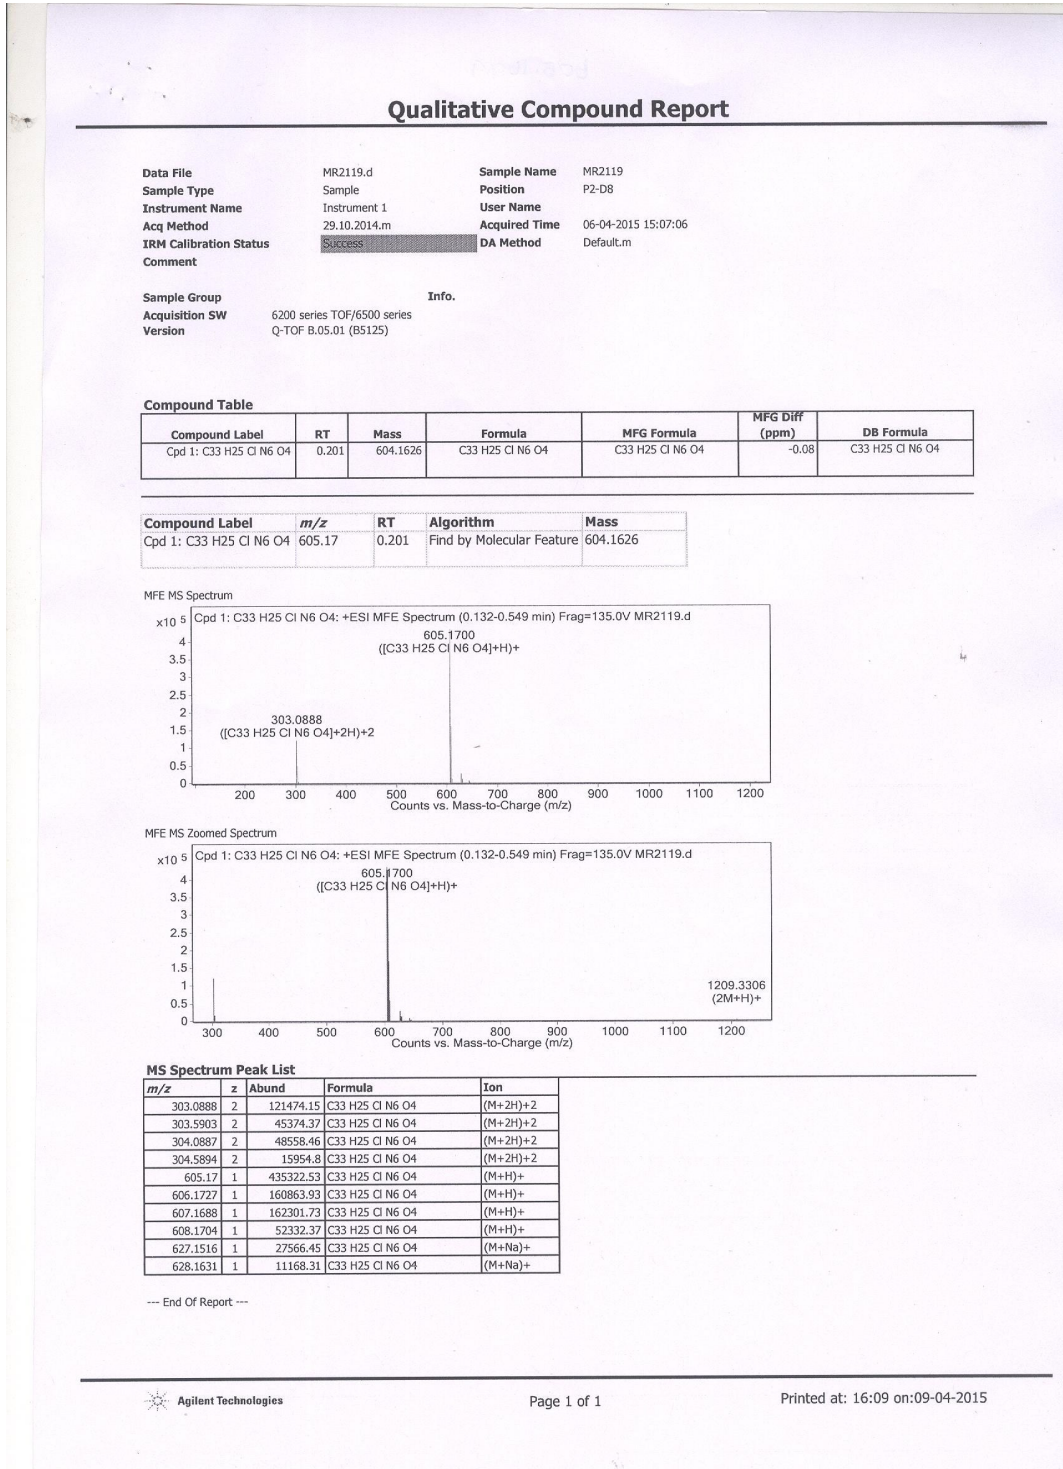 Qualitative Compound Report
Data File MR2119.d Sample Name MR2119
Sample Type Sample Position P2-D8
Instrument Name Instrument 1 User Name
Acq Method 29.10.2014.m Acquired Time 06-04-2015 15:07:06
IRM Calibration Status Success DA Method Default.m
Comment
Sample Group Info.
Acquisition SW 6200 series TOF/6500 series
Version Q-TOF B.05.01 (B5125)
Compound Table
Compound Label RT Mass Formula MFG Formula MFG Diff (ppm) DB Formula
Cpd 1: C33 H25 Cl N6 O4 0.201 604.1626 C33 H25 Cl N6 O4 C33 H25 Cl N6 O4 -0.08 C33 H25 Cl N6 O4
Compound Label m/z RT Algorithm Mass
Cpd 1: C33 H25 Cl N6 O4 605.17 0.201 Find by Molecular Feature 604.1626
MFE MS Spectrum
x10 5 Cpd 1: C33 H25 Cl N6 O4: +ESI MFE Spectrum (0.132-0.549 min) Frag=135.0V MR2119.d
605.1700
([C33 H25 Cl N6 O4]+H)+
303.0888
([C33 H25 Cl N6 O4]+2H)+2
4
3.5
3
2.5
2
1.5
1
0.5
0
200 300 400 500 600 700 800 900 1000 1100 1200
Counts vs. Mass-to-Charge (m/z)
MFE MS Zoomed Spectrum
x10 5 Cpd 1: C33 H25 Cl N6 O4: +ESI MFE Spectrum (0.132-0.549 min) Frag=135.0V MR2119.d
605.1700
([C33 H25 Cl N6 O4]+H)+
1209.3306
(2M+H)+
4
3.5
3
2.5
2
1.5
1
0.5
0
300 400 500 600 700 800 900 1000 1100 1200
Counts vs. Mass-to-Charge (m/z)
MS Spectrum Peak List
m/z z Abund Formula Ion
303.0888 2 121474.15 C33 H25 Cl N6 O4 (M+2H)+2
303.5903 2 45374.37 C33 H25 Cl N6 O4 (M+2H)+2
304.0887 2 48558.46 C33 H25 Cl N6 O4 (M+2H)+2
304.5894 2 15954.8 C33 H25 Cl N6 O4 (M+2H)+2
605.17 1 435322.53 C33 H25 Cl N6 O4 (M+H)+
606.1727 1 160863.93 C33 H25 Cl N6 O4 (M+H)+
607.1688 1 162301.73 C33 H25 Cl N6 O4 (M+H)+
608.1704 1 52332.37 C33 H25 Cl N6 O4 (M+H)+
627.1516 1 27566.45 C33 H25 Cl N6 O4 (M+Na)+
628.1631 1 11168.31 C33 H25 Cl N6 O4 (M+Na)+
--- End Of Report ---
Agilent Technologies Page 1 of 1 Printed at: 16:09 on:09-04-2015